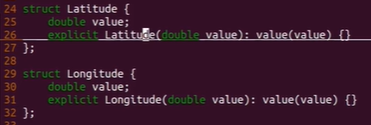 24 struct Latitude {
25     double value;
26     explicit Latitude(double value): value(value) {}
27 };
28
29 struct Longitude {
30     double value;
31     explicit Longitude(double value): value(value) {}
32 };